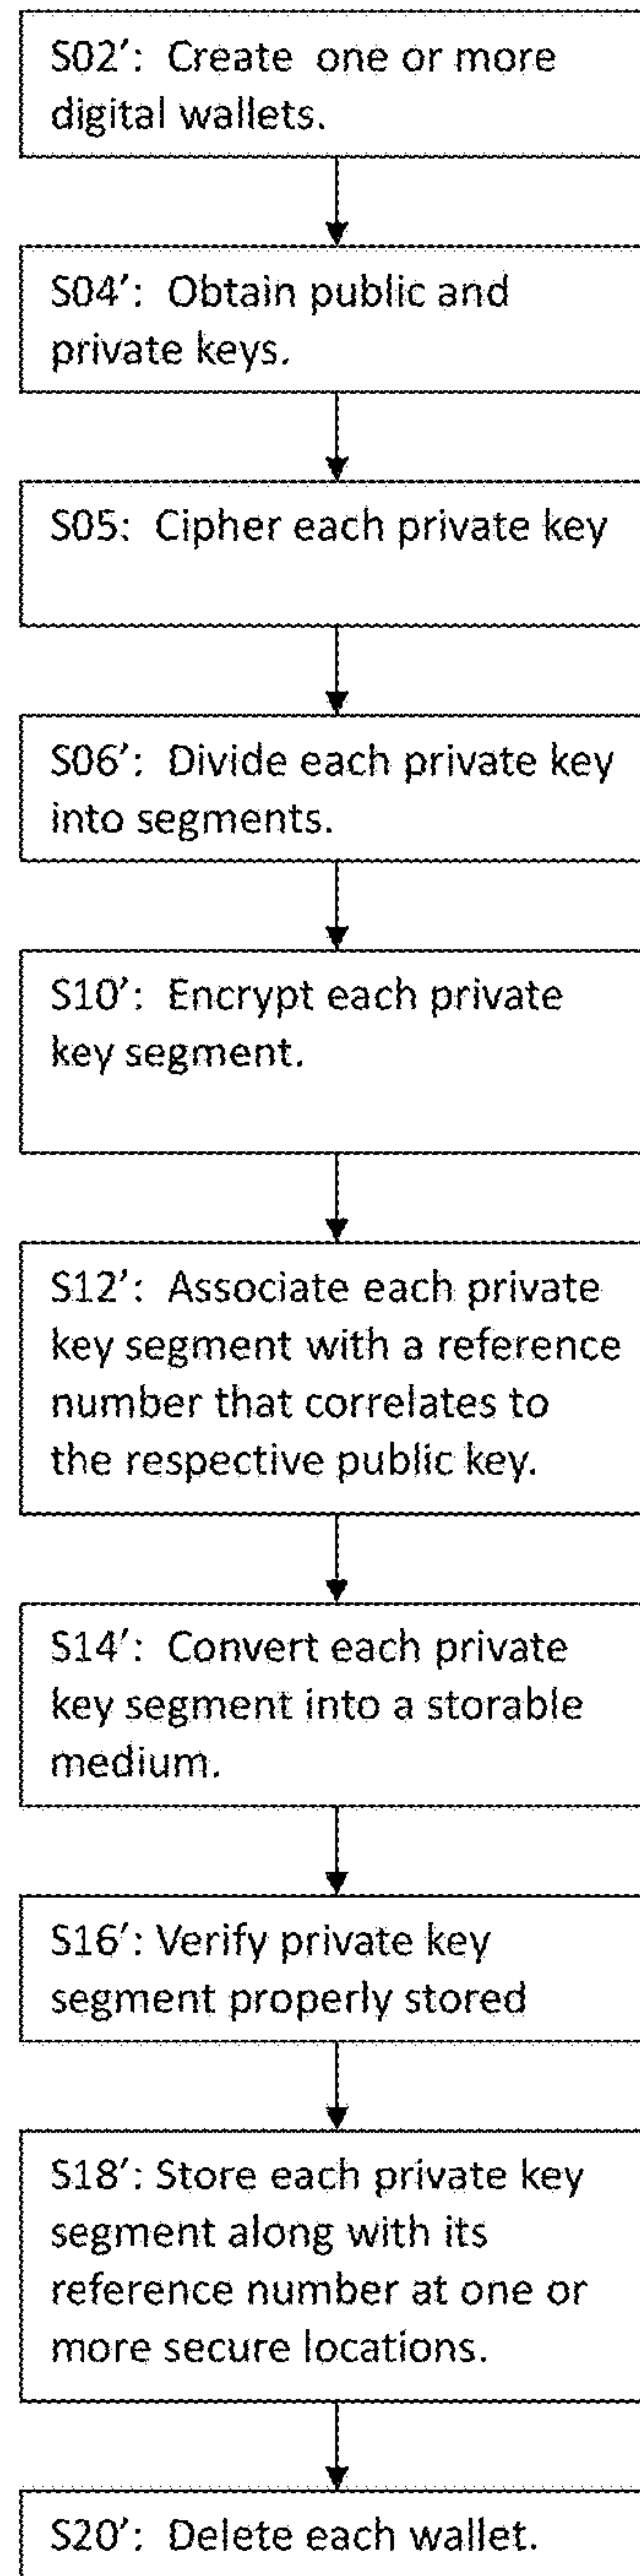 S02′: Create one or more
digital wallets.
S04′: Obtain public and
private keys.
S05: Cipher each private key
S06′: Divide each private key
into segments.
S10′: Encrypt each private
key segment.
S12′: Associate each private
key segment with a reference
number that correlates to
the respective public key.
S14′: Convert each private
key segment into a storable
medium.
S16′: Verify private key
segment properly stored
S18′: Store each private key
segment along with its
reference number at one or
more secure locations.
S20′: Delete each wallet.